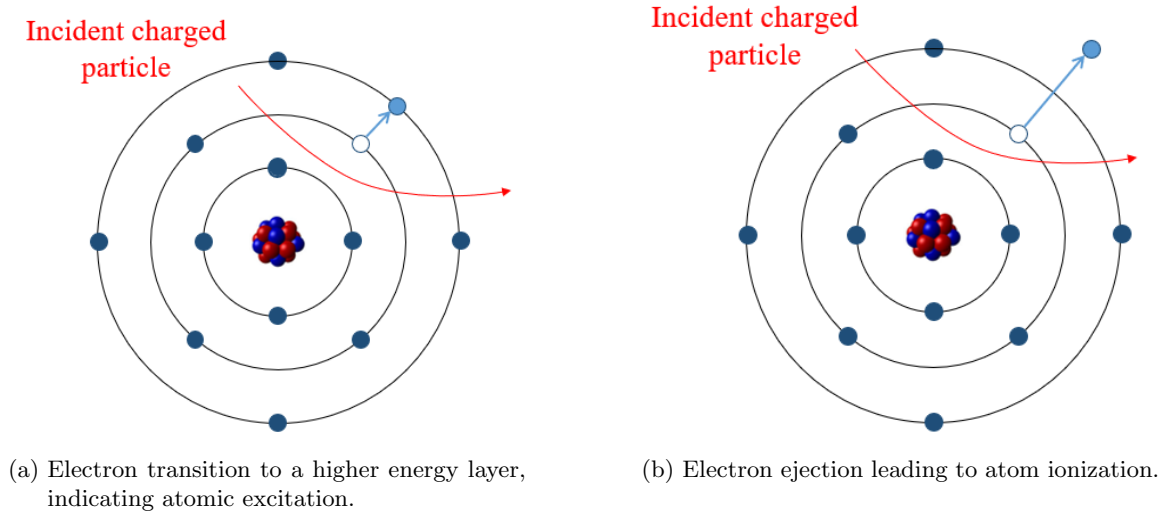 Incident charged
particle
Incident charged
particle
(a) Electron transition to a higher energy layer,
indicating atomic excitation.
(b) Electron ejection leading to atom ionization.